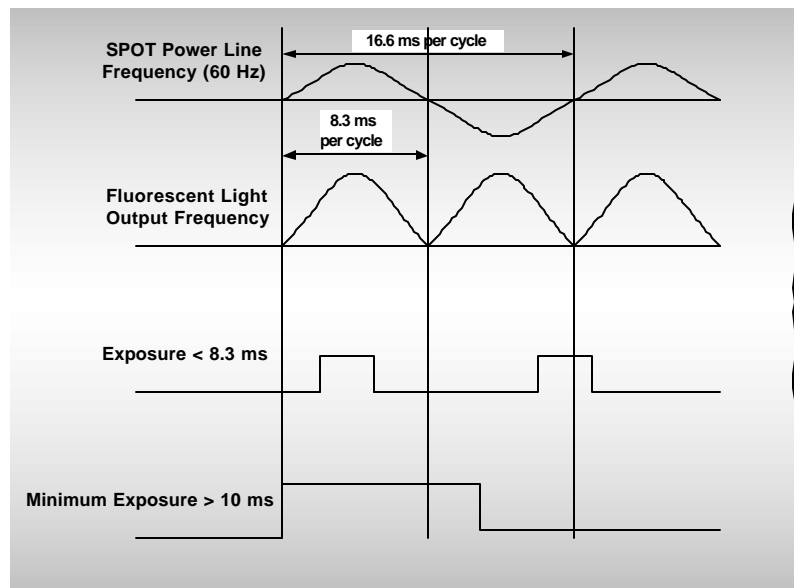 16.6 ms per cycle
SPOT Power Line
Frequency (60 Hz)
8.3 ms
per cycle
Fluorescent Light
Output Frequency
Exposure < 8.3 ms
Minimum Exposure > 10 ms